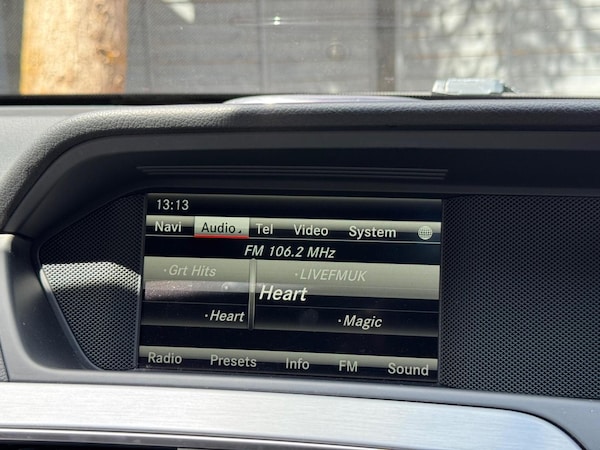 13:13
Navi Audio Tel Video System
FM 106.2 MHz
·Grt Hits ·LIVEFMUK
Heart
·Heart ·Magic
Radio Presets Info FM Sound